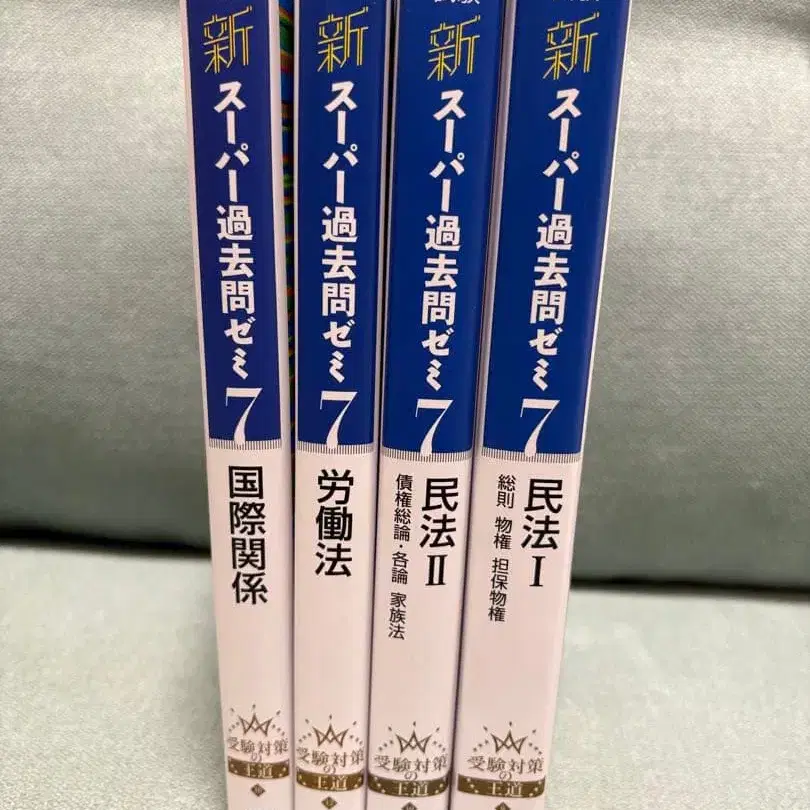 新
スーパー過去問ゼミ
7
国際関係
受験対策
の
王道
新
スーパー過去問ゼミ
7
労働法
受験対策
の
王道
試験
新
スーパー過去問ゼミ
7
民法Ⅱ
債権総論・各論 家族法
受験対策
の
王道
新
スーパー過去問ゼミ
7
民法Ⅰ
総則 物権 担保物権
受験対策
の
王道